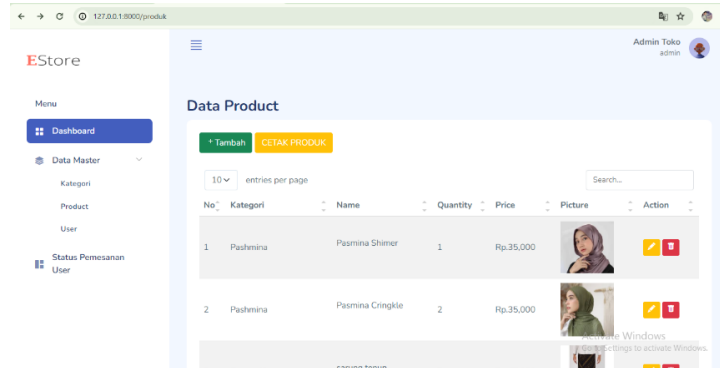 127.0.0.1:8000/produk
EStore
Admin Toko
admin
Menu
Dashboard
Data Master
Kategori
Product
User
Status Pemesanan
User
Data Product
+ Tambah
CETAK PRODUK
10 entries per page
Search...
No Kategori Name Quantity Price Picture Action
1 Pashmina Pasmina Shimer 1 Rp.35,000
2 Pashmina Pasmina Cringkle 2 Rp.35,000
Activate Windows
Go to Settings to activate Windows.